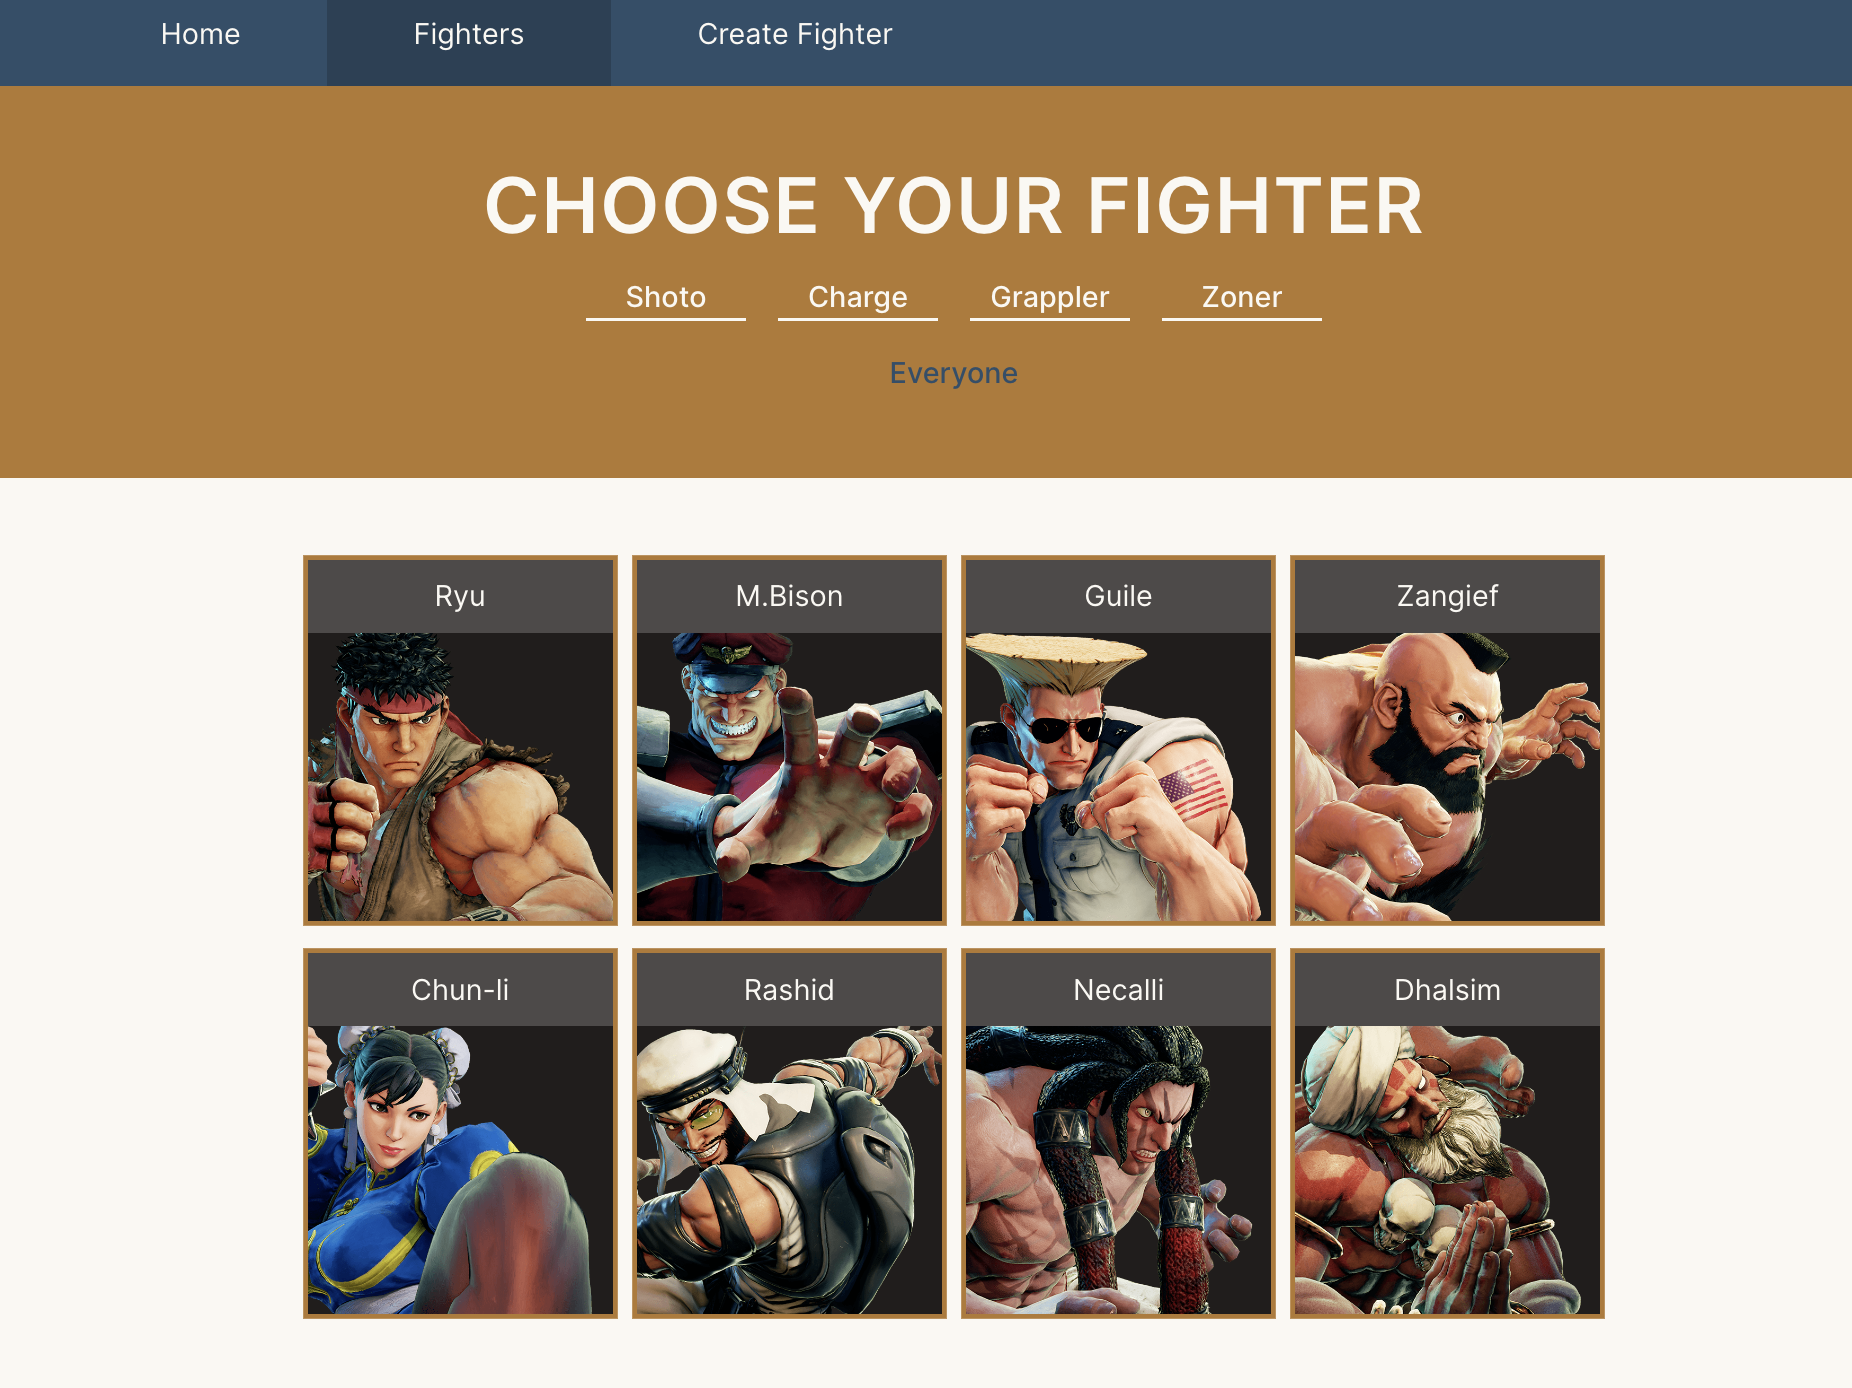 Home Fighters Create Fighter
CHOOSE YOUR FIGHTER
Shoto Charge Grappler Zoner
Everyone
Ryu M.Bison Guile Zangief
Chun-li Rashid Necalli Dhalsim